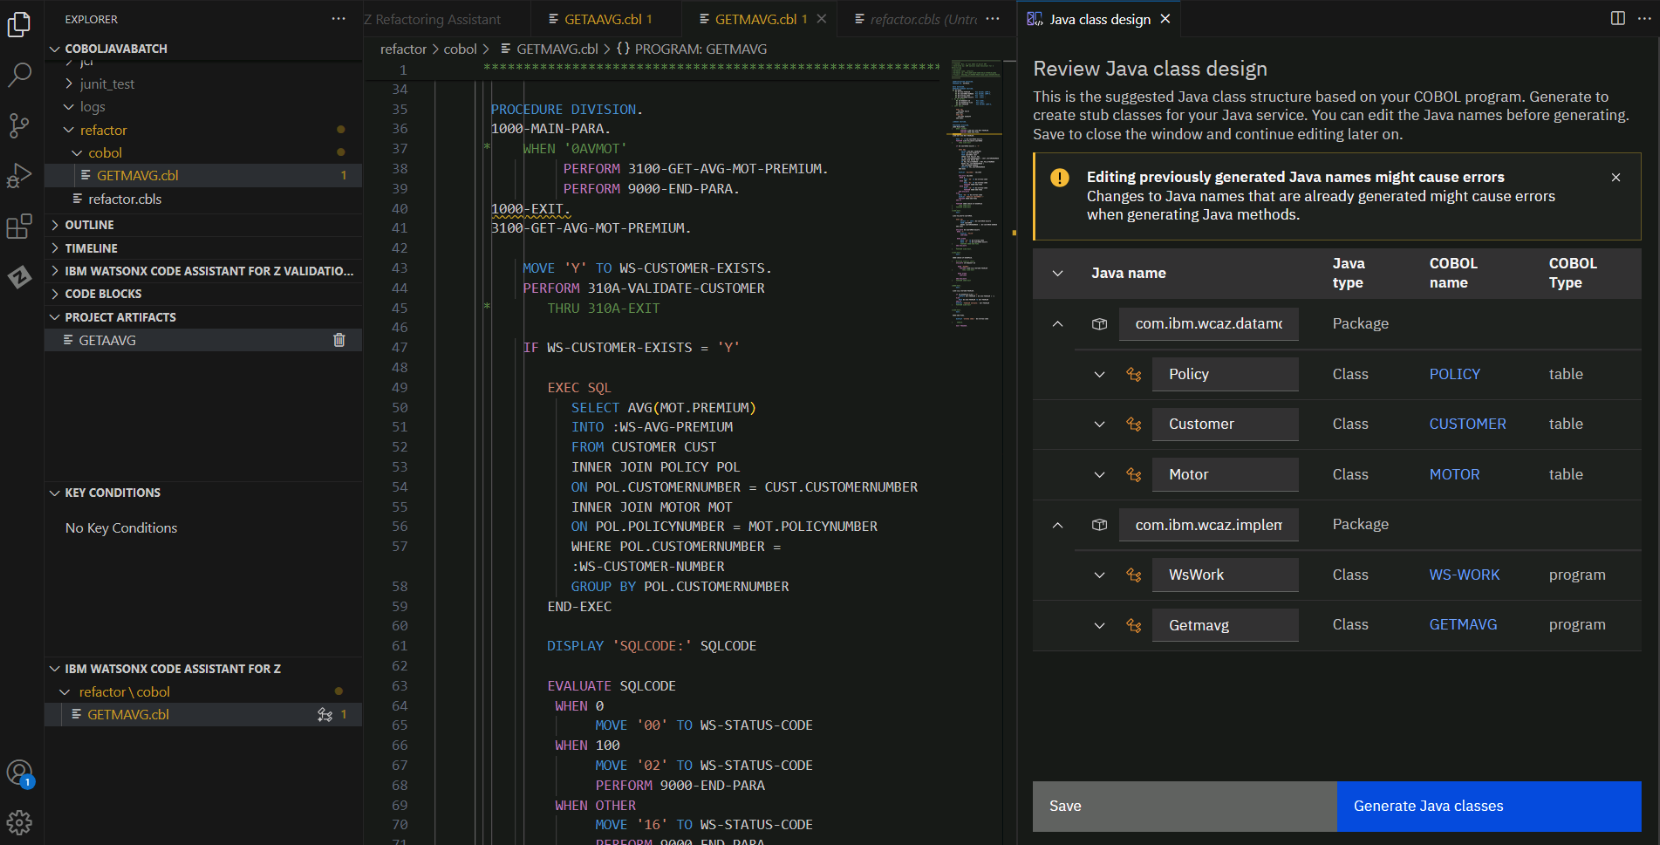 EXPLORER
COBOLJAVABATCH
jcl
junit_test
logs
refactor
cobol
GETMAVG.cbl 1
refactor.cbls
OUTLINE
TIMELINE
IBM WATSONX CODE ASSISTANT FOR Z VALIDATIO...
CODE BLOCKS
PROJECT ARTIFACTS
GETAAVG
KEY CONDITIONS
No Key Conditions
IBM WATSONX CODE ASSISTANT FOR Z
refactor\cobol
GETMAVG.cbl 1
1
Z Refactoring Assistant
GETAAVG.cbl 1
GETMAVG.cbl 1
refactor.cbls (Untr
refactor > cobol > GETMAVG.cbl > {} PROGRAM: GETMAVG
1 *********************************************************
34
35 PROCEDURE DIVISION.
36 1000-MAIN-PARA.
37 * WHEN '0AVMOT'
38 PERFORM 3100-GET-AVG-MOT-PREMIUM.
39 PERFORM 9000-END-PARA.
40 1000-EXIT.
41 3100-GET-AVG-MOT-PREMIUM.
42
43 MOVE 'Y' TO WS-CUSTOMER-EXISTS.
44 PERFORM 310A-VALIDATE-CUSTOMER
45 * THRU 310A-EXIT
46
47 IF WS-CUSTOMER-EXISTS = 'Y'
48
49 EXEC SQL
50 SELECT AVG(MOT.PREMIUM)
51 INTO :WS-AVG-PREMIUM
52 FROM CUSTOMER CUST
53 INNER JOIN POLICY POL
54 ON POL.CUSTOMERNUMBER = CUST.CUSTOMERNUMBER
55 INNER JOIN MOTOR MOT
56 ON POL.POLICYNUMBER = MOT.POLICYNUMBER
57 WHERE POL.CUSTOMERNUMBER =
:WS-CUSTOMER-NUMBER
58 GROUP BY POL.CUSTOMERNUMBER
59 END-EXEC
60
61 DISPLAY 'SQLCODE:' SQLCODE
62
63 EVALUATE SQLCODE
64 WHEN 0
65 MOVE '00' TO WS-STATUS-CODE
66 WHEN 100
67 MOVE '02' TO WS-STATUS-CODE
68 PERFORM 9000-END-PARA
69 WHEN OTHER
70 MOVE '16' TO WS-STATUS-CODE
71 PERFORM 9000-END-PARA
Java class design
Review Java class design
This is the suggested Java class structure based on your COBOL program. Generate to
create stub classes for your Java service. You can edit the Java names before generating.
Save to close the window and continue editing later on.
Editing previously generated Java names might cause errors
Changes to Java names that are already generated might cause errors
when generating Java methods.
Java name Java type COBOL name COBOL Type
com.ibm.wcaz.datamo Package
Policy Class POLICY table
Customer Class CUSTOMER table
Motor Class MOTOR table
com.ibm.wcaz.implem Package
WsWork Class WS-WORK program
Getmavg Class GETMAVG program
Save
Generate Java classes